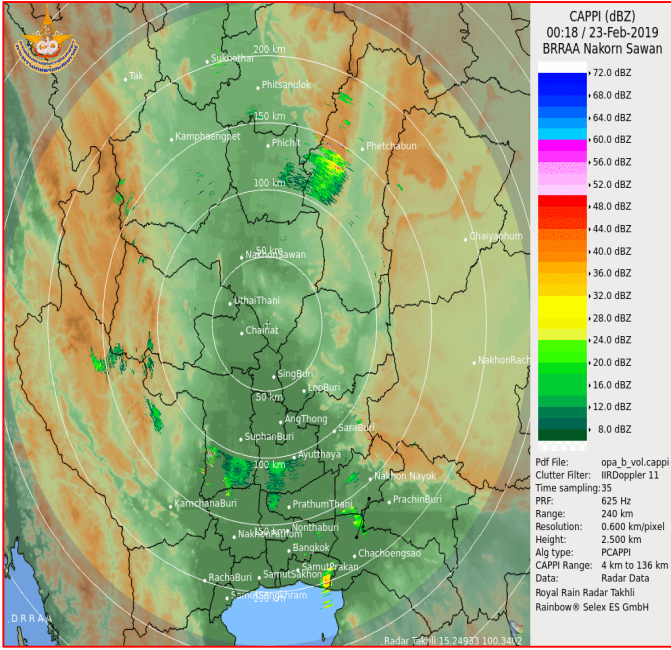 CAPPI (dBZ)
00:18 / 23-Feb-2019
BRRAA Nakorn Sawan
72.0 dBZ
68.0 dBZ
64.0 dBZ
60.0 dBZ
56.0 dBZ
52.0 dBZ
48.0 dBZ
44.0 dBZ
40.0 dBZ
36.0 dBZ
32.0 dBZ
28.0 dBZ
24.0 dBZ
20.0 dBZ
16.0 dBZ
12.0 dBZ
8.0 dBZ
Pdf File: opa_b_vol.cappi
Clutter Filter: IIRDoppler 11
Time sampling:35
PRF: 625 Hz
Range: 240 km
Resolution: 0.600 km/pixel
Height: 2.500 km
Alg type: PCAPPI
CAPPI Range: 4 km to 136 km
Data: Radar Data
Royal Rain Radar Takhli
Rainbow® Selex ES GmbH
200 km
Sukhothai
Tak
Phitsanulok
150 km
Kamphaengpet
Phichit
Phetchabun
100 km
Chaiyaphum
50 km
NakhonSawan
UthaiThani
Chainat
NakhonRach
SingBuri
LopBuri
50 km
AngThong
SaraBuri
SuphanBuri
Ayutthaya
100 km
Nakhon Nayok
KarnchanaBuri
PrathumThani
PrachinBuri
Nonthaburi
150 km
NakhonPathom
Bangkok
Chachoengsao
SamutPrakan
RachaBuri
SamutSakhon
SamutSongkhram
200 km
D R R A A
Radar Takhli 15.24933 100.3402